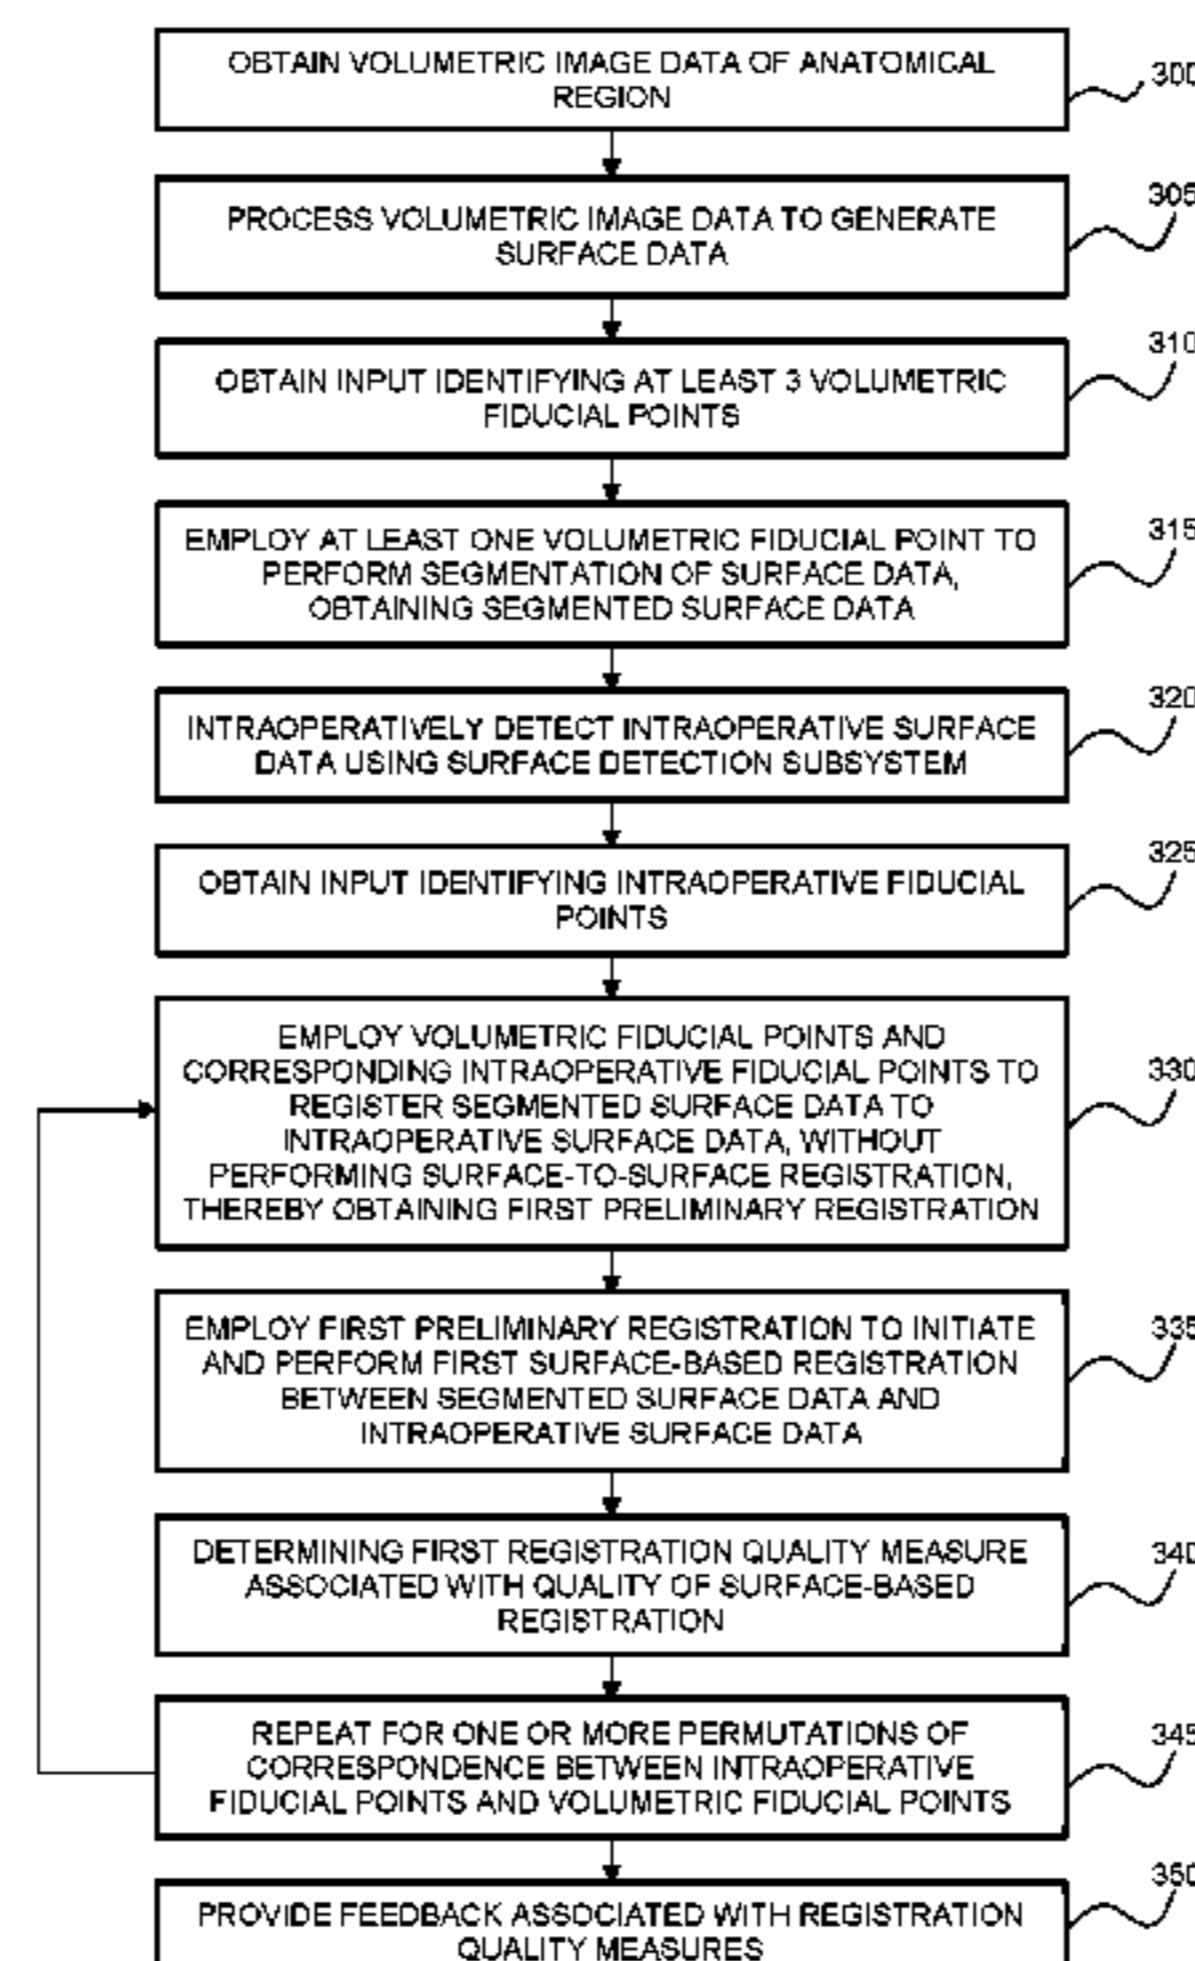 OBTAIN VOLUMETRIC IMAGE DATA OF ANATOMICAL
REGION
300
PROCESS VOLUMETRIC IMAGE DATA TO GENERATE
SURFACE DATA
305
OBTAIN INPUT IDENTIFYING AT LEAST 3 VOLUMETRIC
FIDUCIAL POINTS
310
EMPLOY AT LEAST ONE VOLUMETRIC FIDUCIAL POINT TO
PERFORM SEGMENTATION OF SURFACE DATA,
OBTAINING SEGMENTED SURFACE DATA
315
INTRAOPERATIVELY DETECT INTRAOPERATIVE SURFACE
DATA USING SURFACE DETECTION SUBSYSTEM
320
OBTAIN INPUT IDENTIFYING INTRAOPERATIVE FIDUCIAL
POINTS
325
EMPLOY VOLUMETRIC FIDUCIAL POINTS AND
CORRESPONDING INTRAOPERATIVE FIDUCIAL POINTS TO
REGISTER SEGMENTED SURFACE DATA TO
INTRAOPERATIVE SURFACE DATA, WITHOUT
PERFORMING SURFACE-TO-SURFACE REGISTRATION,
THEREBY OBTAINING FIRST PRELIMINARY REGISTRATION
330
EMPLOY FIRST PRELIMINARY REGISTRATION TO INITIATE
AND PERFORM FIRST SURFACE-BASED REGISTRATION
BETWEEN SEGMENTED SURFACE DATA AND
INTRAOPERATIVE SURFACE DATA
335
DETERMINING FIRST REGISTRATION QUALITY MEASURE
ASSOCIATED WITH QUALITY OF SURFACE-BASED
REGISTRATION
340
REPEAT FOR ONE OR MORE PERMUTATIONS OF
CORRESPONDENCE BETWEEN INTRAOPERATIVE
FIDUCIAL POINTS AND VOLUMETRIC FIDUCIAL POINTS
345
PROVIDE FEEDBACK ASSOCIATED WITH REGISTRATION
QUALITY MEASURES
350